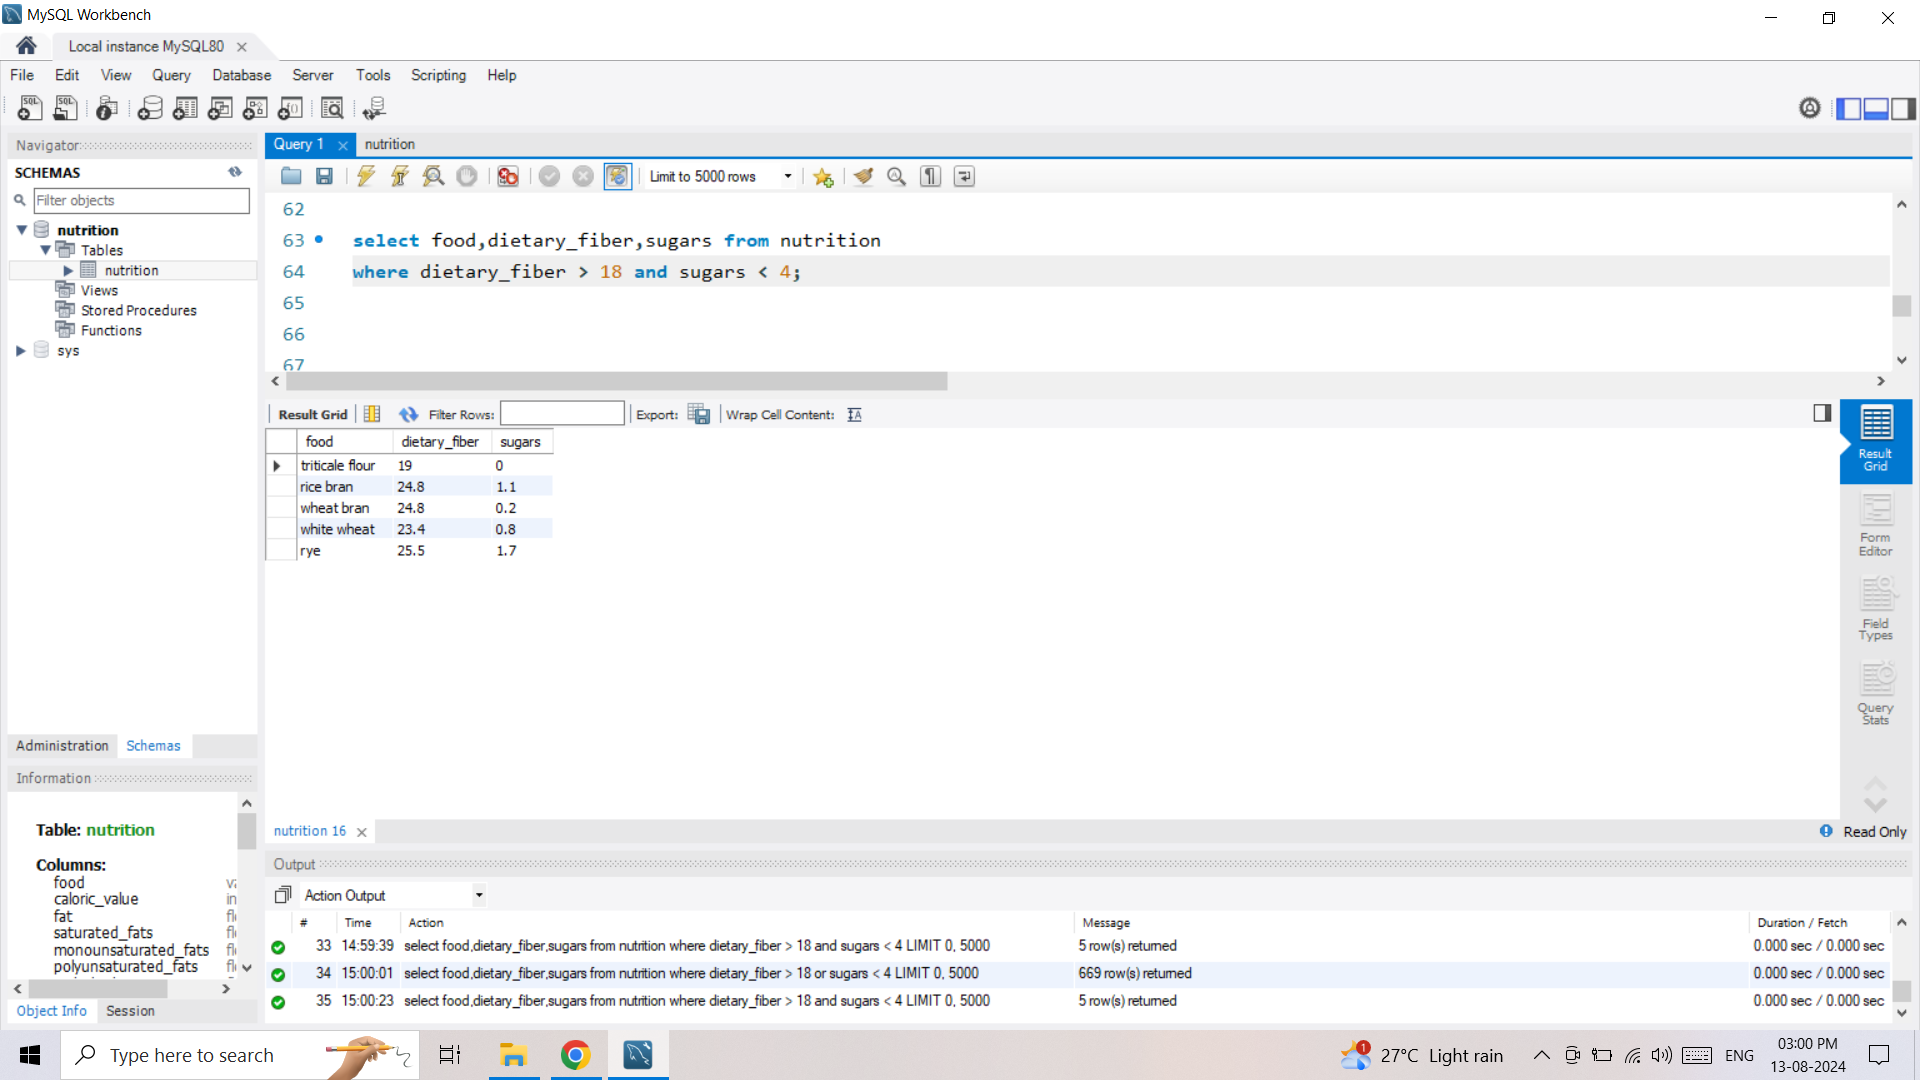 MySQL Workbench
Local instance MySQL80
File Edit View Query Database Server Tools Scripting Help
Navigator
SCHEMAS
Filter objects
nutrition
Tables
nutrition
Views
Stored Procedures
Functions
sys
Administration Schemas
Information
Table: nutrition
Columns:
food
caloric_value
fat
saturated_fats
monounsaturated_fats
polyunsaturated_fats
Object Info Session
Query 1 nutrition
Limit to 5000 rows
62
63 select food,dietary_fiber,sugars from nutrition
64 where dietary_fiber > 18 and sugars < 4;
65
66
67
Result Grid Filter Rows: Export: Wrap Cell Content:
food dietary_fiber sugars
triticale flour 19 0
rice bran 24.8 1.1
wheat bran 24.8 0.2
white wheat 23.4 0.8
rye 25.5 1.7
Result
Grid
Form
Editor
Field
Types
Query
Stats
nutrition 16
Read Only
Output
Action Output
# Time Action Message Duration / Fetch
33 14:59:39 select food,dietary_fiber,sugars from nutrition where dietary_fiber > 18 and sugars < 4 LIMIT 0, 5000 5 row(s) returned 0.000 sec / 0.000 sec
34 15:00:01 select food,dietary_fiber,sugars from nutrition where dietary_fiber > 18 or sugars < 4 LIMIT 0, 5000 669 row(s) returned 0.000 sec / 0.000 sec
35 15:00:23 select food,dietary_fiber,sugars from nutrition where dietary_fiber > 18 and sugars < 4 LIMIT 0, 5000 5 row(s) returned 0.000 sec / 0.000 sec
Type here to search
1
27°C Light rain
ENG
03:00 PM
13-08-2024